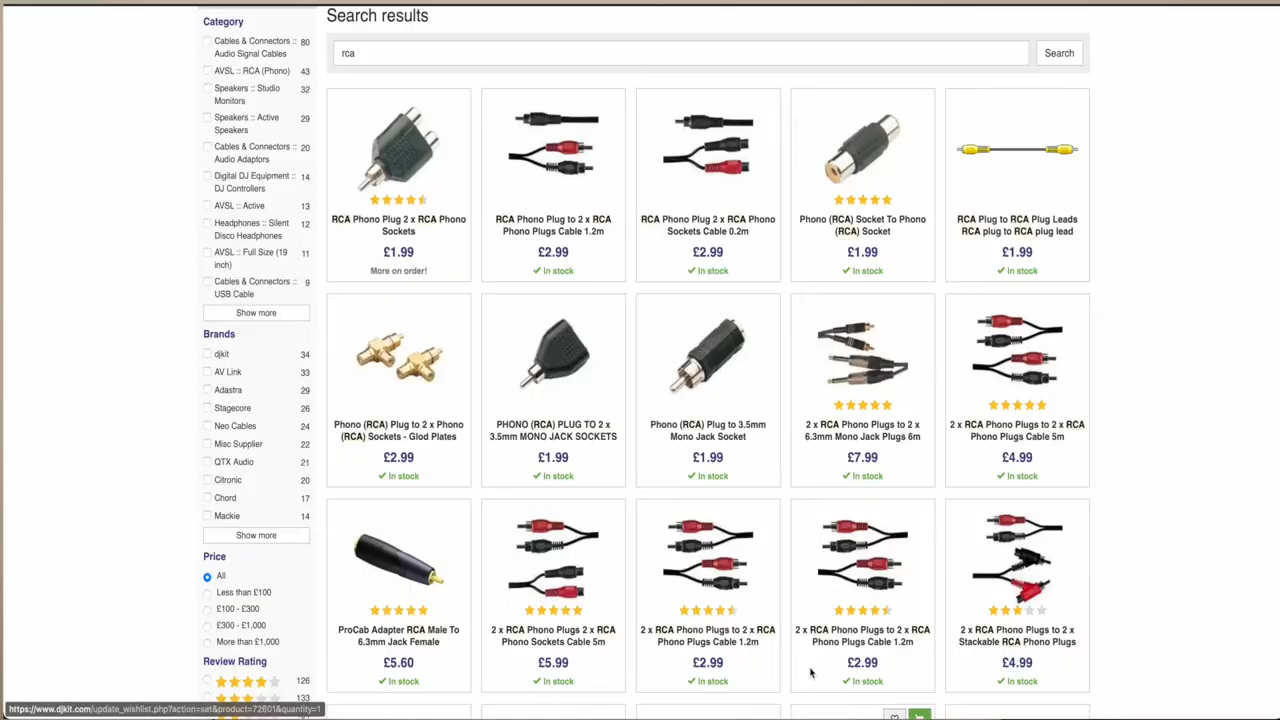 Category
Cables & Connectors :: 80
Audio Signal Cables
AVSL :: RCA (Phono) 43
Speakers :: Studio 32
Monitors
Speakers :: Active 29
Speakers
Cables & Connectors :: 20
Audio Adaptors
Digital DJ Equipment :: 14
DJ Controllers
AVSL :: Active 13
Headphones :: Silent 12
Disco Headphones
AVSL :: Full Size (19 11
inch)
Cables & Connectors :: 9
USB Cable
Show more
Brands
djkit 34
AV Link 33
Adastra 29
Stagecore 26
Neo Cables 24
Misc Supplier 22
QTX Audio 21
Citronic 20
Chord 17
Mackie 14
Show more
Price
All
Less than £100
£100 - £300
£300 - £1,000
More than £1,000
Review Rating
126
133
https://www.djkit.com/update_wishlist.php?action=set&product=72601&quantity=1
Search results
rca
Search
RCA Phono Plug 2 x RCA Phono
Sockets
£1.99
More on order!
RCA Phono Plug to 2 x RCA
Phono Plugs Cable 1.2m
£2.99
In stock
RCA Phono Plug 2 x RCA Phono
Sockets Cable 0.2m
£2.99
In stock
Phono (RCA) Socket To Phono
(RCA) Socket
£1.99
In stock
RCA Plug to RCA Plug Leads
RCA plug to RCA plug lead
£1.99
In stock
Phono (RCA) Plug to 2 x Phono
(RCA) Sockets - Glod Plates
£2.99
In stock
PHONO (RCA) PLUG TO 2 x
3.5mm MONO JACK SOCKETS
£1.99
In stock
Phono (RCA) Plug to 3.5mm
Mono Jack Socket
£1.99
In stock
2 x RCA Phono Plugs to 2 x
6.3mm Mono Jack Plugs 6m
£7.99
In stock
2 x RCA Phono Plugs to 2 x RCA
Phono Plugs Cable 5m
£4.99
In stock
ProCab Adapter RCA Male To
6.3mm Jack Female
£5.60
In stock
2 x RCA Phono Plugs 2 x RCA
Phono Sockets Cable 5m
£5.99
In stock
2 x RCA Phono Plugs to 2 x RCA
Phono Plugs Cable 1.2m
£2.99
In stock
2 x RCA Phono Plugs to 2 x RCA
Phono Plugs Cable 1.2m
£2.99
In stock
2 x RCA Phono Plugs to 2 x
Stackable RCA Phono Plugs
£4.99
In stock